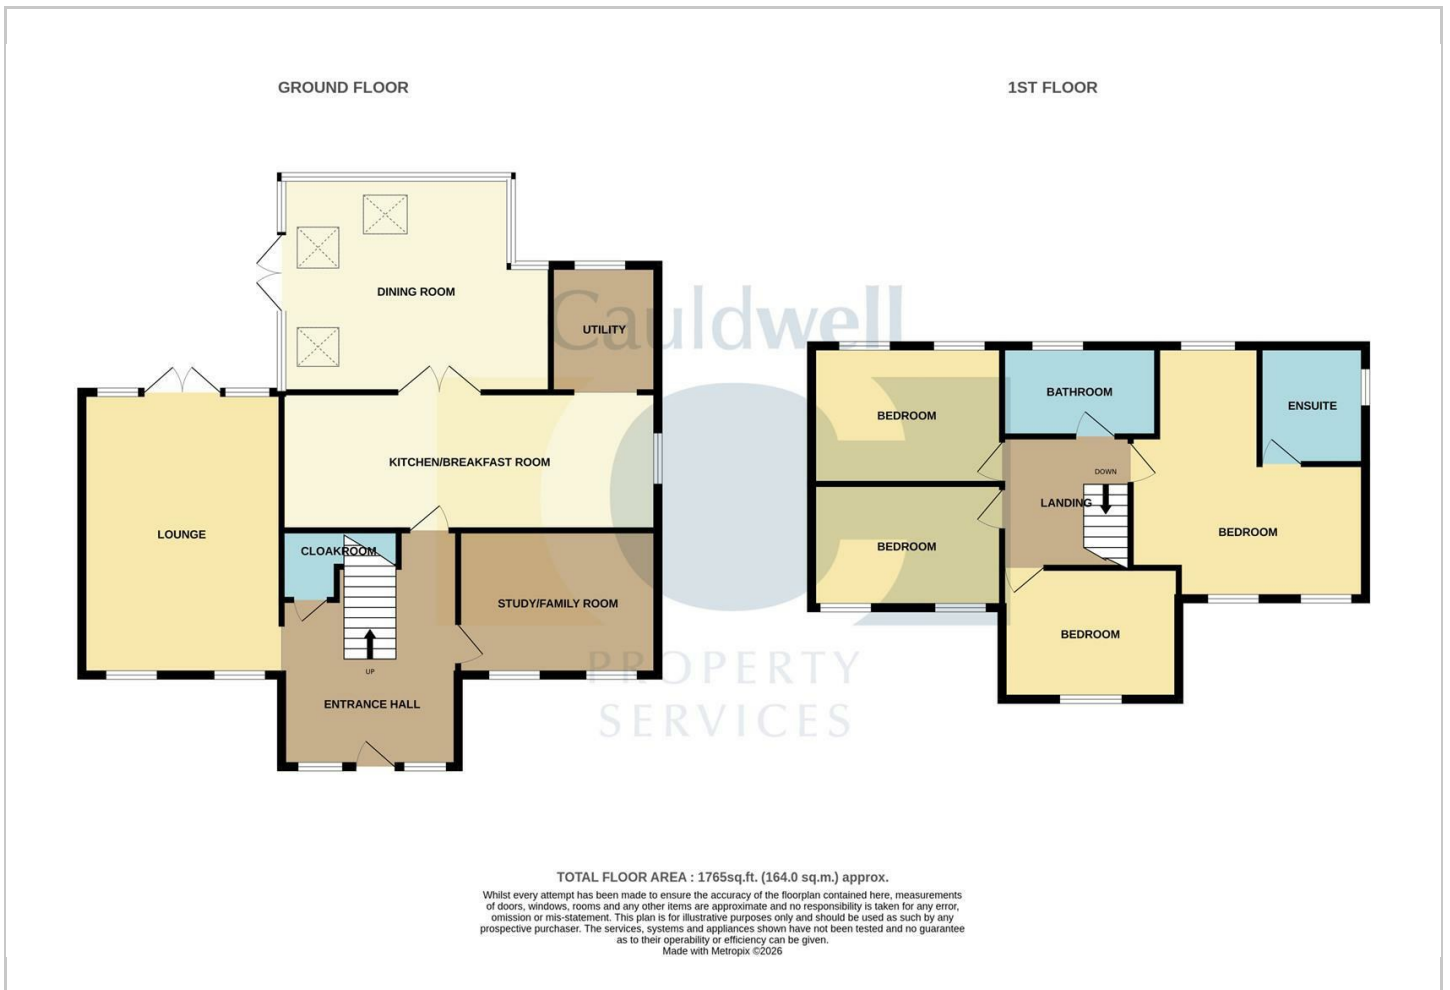 GROUND FLOOR
1ST FLOOR
DINING ROOM
UTILITY
KITCHEN/BREAKFAST ROOM
LOUNGE
CLOAKROOM
STUDY/FAMILY ROOM
UP
ENTRANCE HALL
BEDROOM
BATHROOM
ENSUITE
DOWN
LANDING
BEDROOM
BEDROOM
BEDROOM
Cauldwell
PROPERTY
SERVICES
TOTAL FLOOR AREA : 1765sq.ft. (164.0 sq.m.) approx.
Whilst every attempt has been made to ensure the accuracy of the floorplan contained here, measurements
of doors, windows, rooms and any other items are approximate and no responsibility is taken for any error,
omission or mis-statement. This plan is for illustrative purposes only and should be used as such by any
prospective purchaser. The services, systems and appliances shown have not been tested and no guarantee
as to their operability or efficiency can be given.
Made with Metropix ©2026